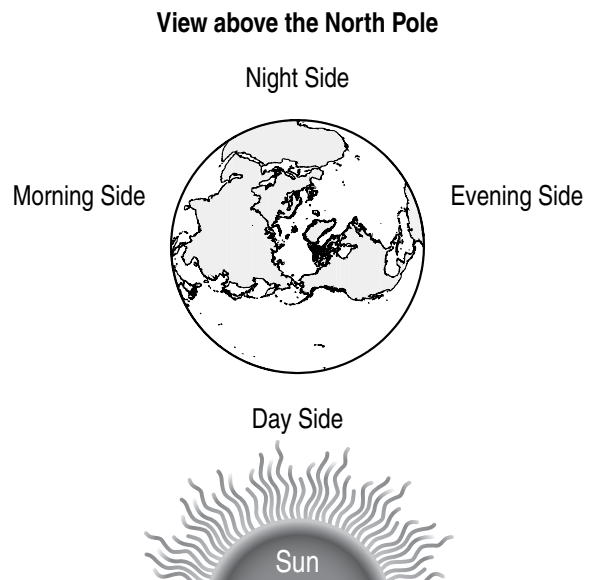 View above the North Pole
Night Side
Morning Side
Evening Side
Day Side
Sun